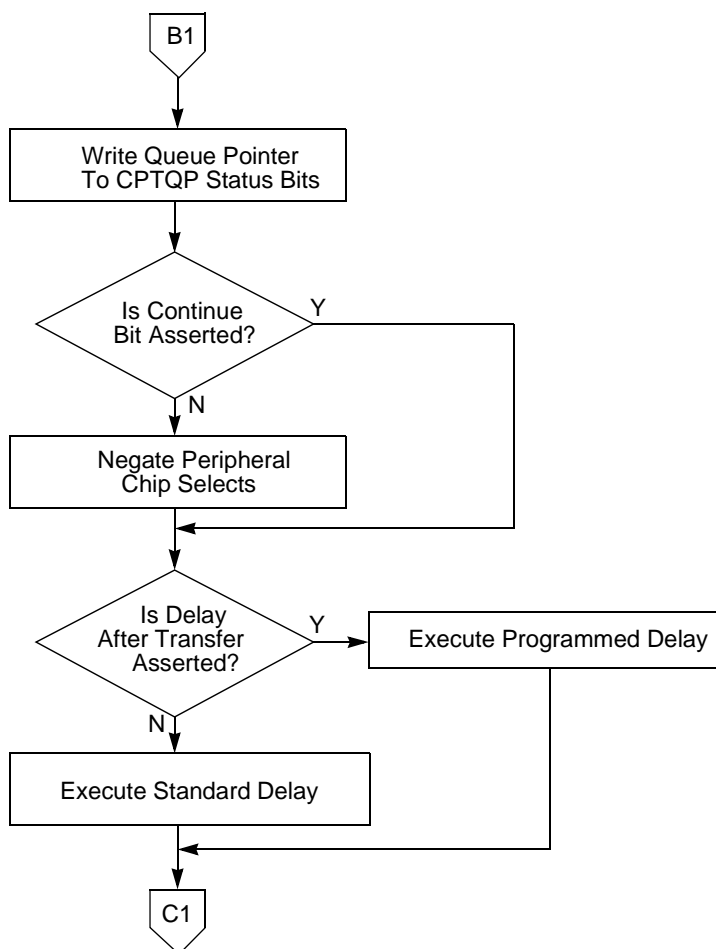 B1
Write Queue Pointer
To CPTQP Status Bits
Is Continue
Bit Asserted?
Y
N
Negate Peripheral
Chip Selects
Is Delay
After Transfer
Asserted?
Y
Execute Programmed Delay
N
Execute Standard Delay
C1